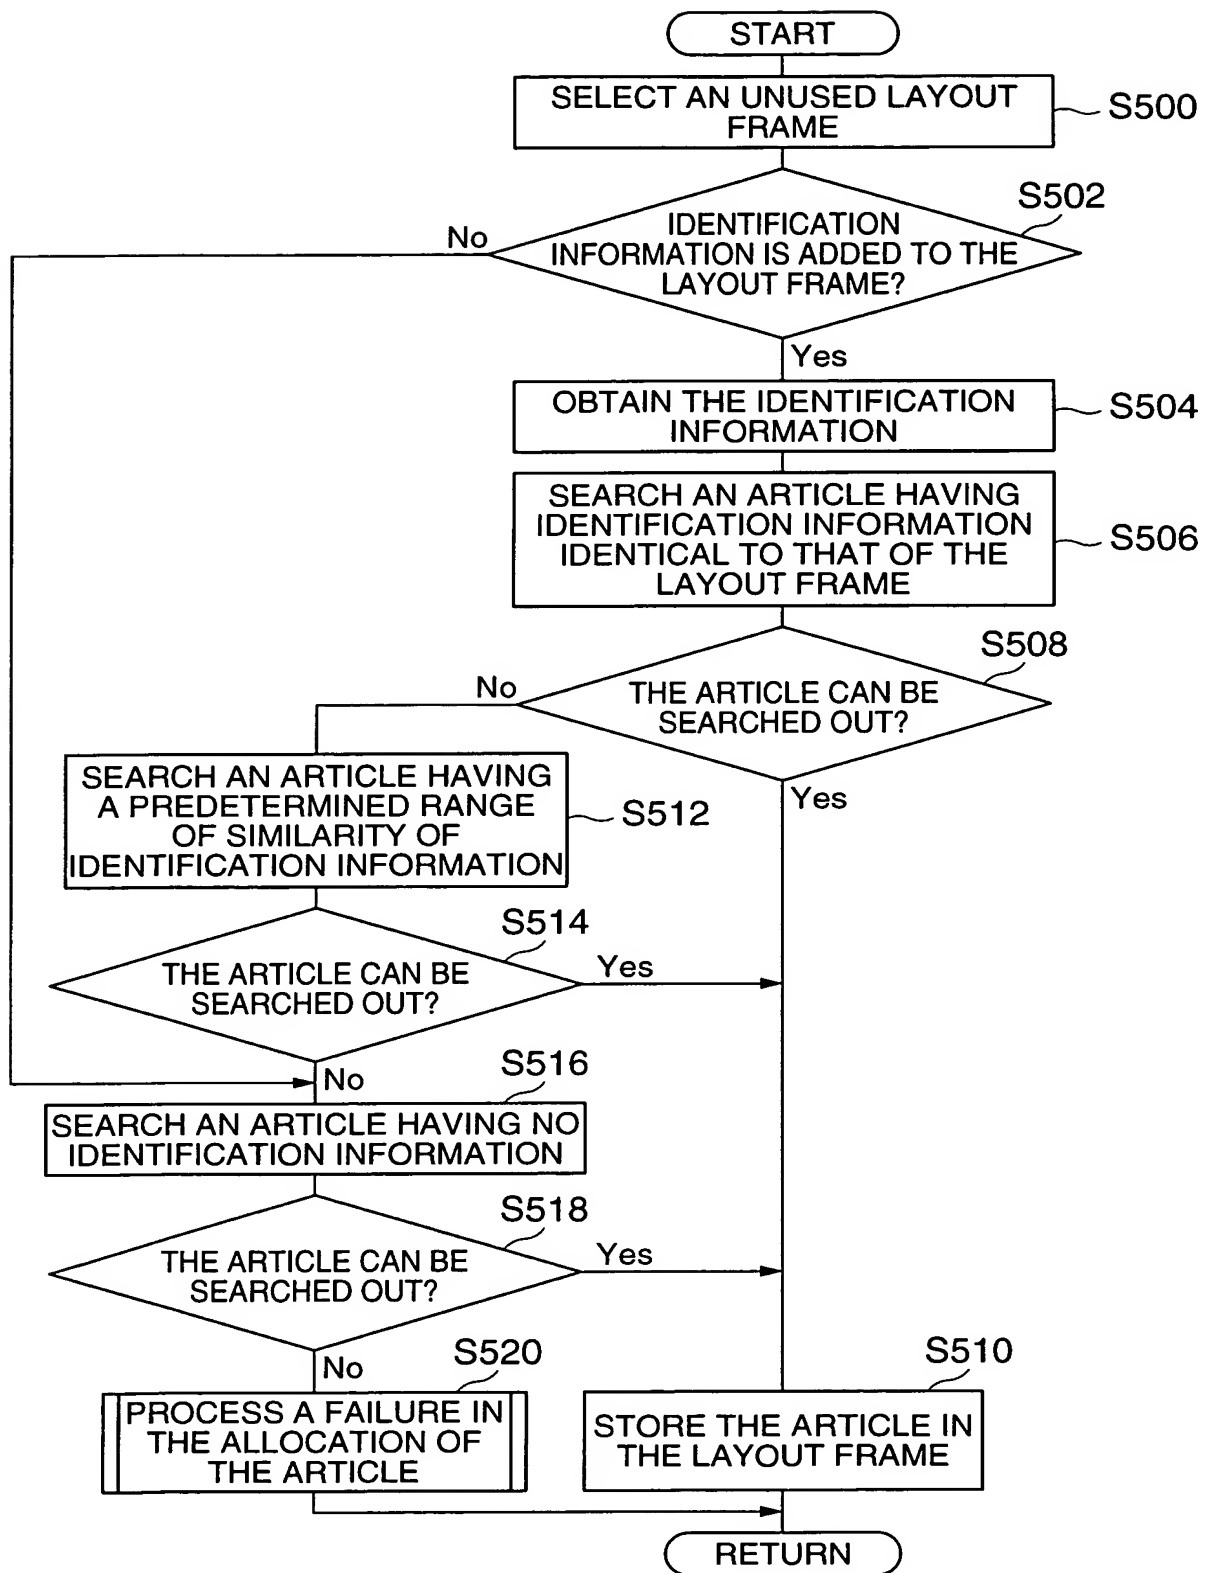 START
SELECT AN UNUSED LAYOUT
FRAME
S500
S502
IDENTIFICATION
INFORMATION IS ADDED TO THE
LAYOUT FRAME?
No
Yes
OBTAIN THE IDENTIFICATION
INFORMATION
S504
SEARCH AN ARTICLE HAVING
IDENTIFICATION INFORMATION
IDENTICAL TO THAT OF THE
LAYOUT FRAME
S506
S508
THE ARTICLE CAN BE
SEARCHED OUT?
No
Yes
SEARCH AN ARTICLE HAVING
A PREDETERMINED RANGE
OF SIMILARITY OF
IDENTIFICATION INFORMATION
S512
S514
THE ARTICLE CAN BE
SEARCHED OUT?
Yes
No
S516
SEARCH AN ARTICLE HAVING NO
IDENTIFICATION INFORMATION
S518
THE ARTICLE CAN BE
SEARCHED OUT?
Yes
No
S520
PROCESS A FAILURE IN
THE ALLOCATION OF
THE ARTICLE
S510
STORE THE ARTICLE IN
THE LAYOUT FRAME
RETURN